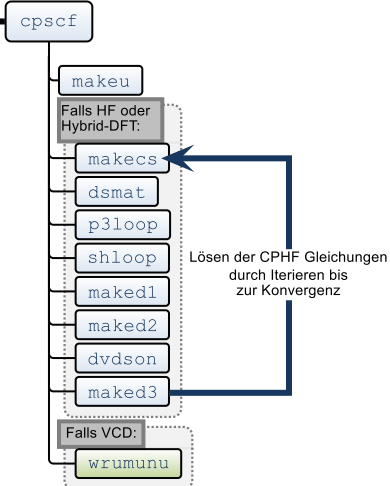 cpscf
makeu
Falls HF oder
Hybrid-DFT:
makecs
dsmat
p3loop
shloop
Lösen der CPHF Gleichungen
durch Iterieren bis
zur Konvergenz
maked1
maked2
dvdson
maked3
Falls VCD:
wrumunu